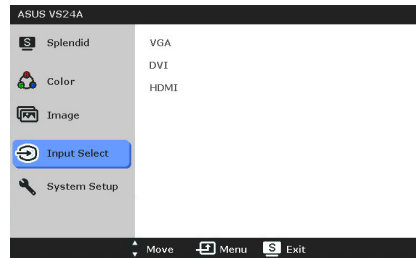 ASUS VS24A
S Splendid
Color
Image
Input Select
System Setup
VGA
DVI
HDMI
Move Menu S Exit